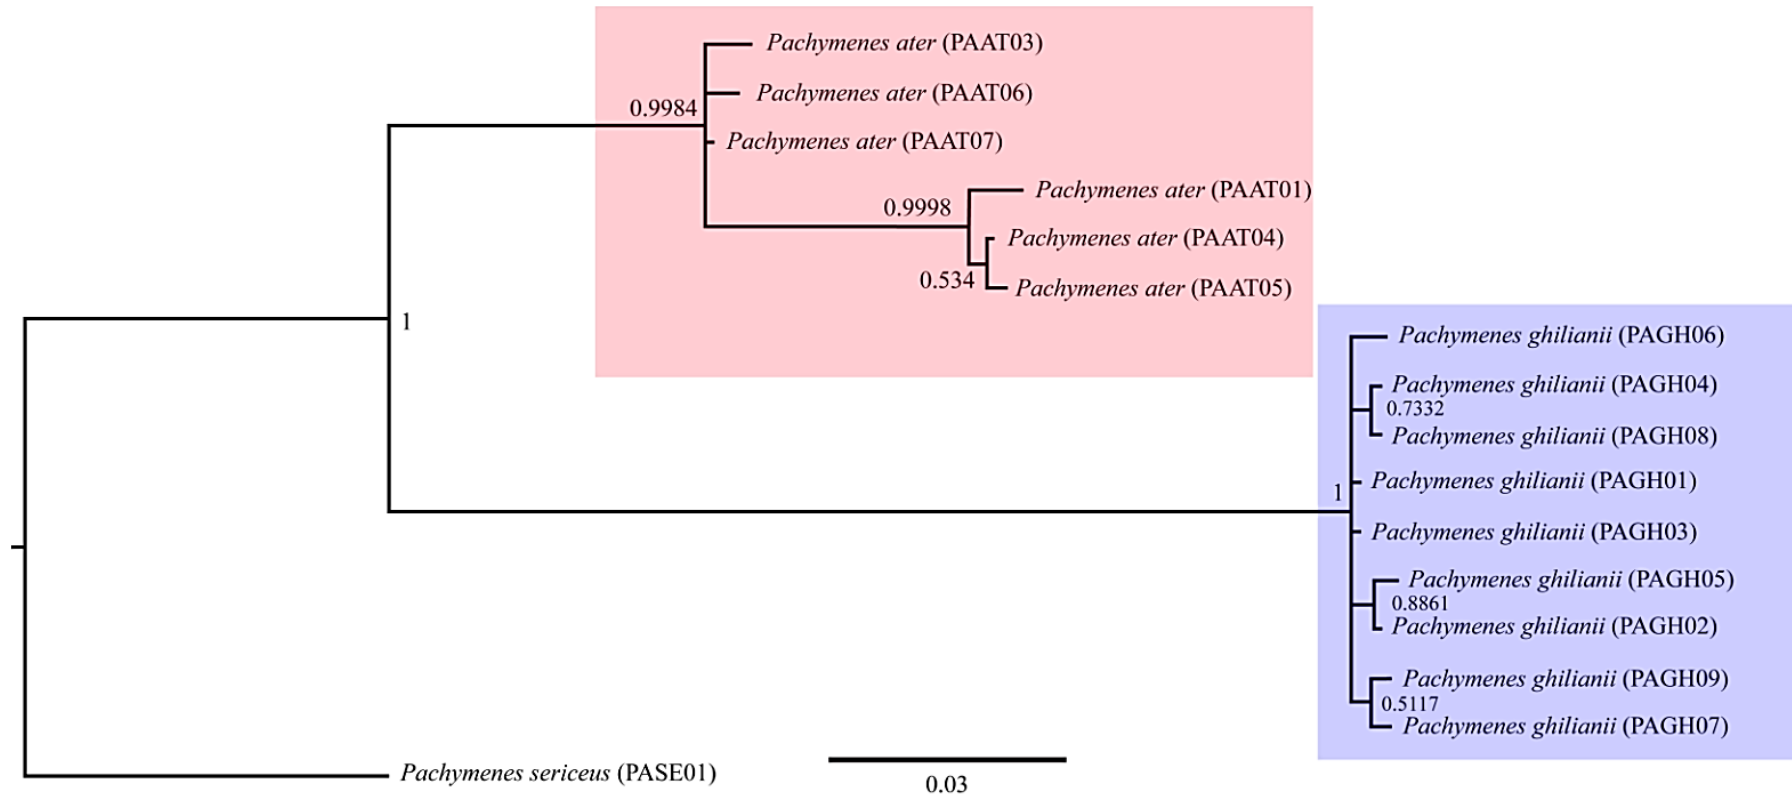 Pachymenes ater (PAAT03)
Pachymenes ater (PAAT06)
0.9984
Pachymenes ater (PAAT07)
Pachymenes ater (PAAT01)
0.9998
Pachymenes ater (PAAT04)
0.534
Pachymenes ater (PAAT05)
1
Pachymenes ghilianii (PAGH06)
Pachymenes ghilianii (PAGH04)
0.7332
Pachymenes ghilianii (PAGH08)
Pachymenes ghilianii (PAGH01)
1
Pachymenes ghilianii (PAGH03)
Pachymenes ghilianii (PAGH05)
0.8861
Pachymenes ghilianii (PAGH02)
Pachymenes ghilianii (PAGH09)
0.5117
Pachymenes ghilianii (PAGH07)
Pachymenes sericeus (PASE01)
0.03